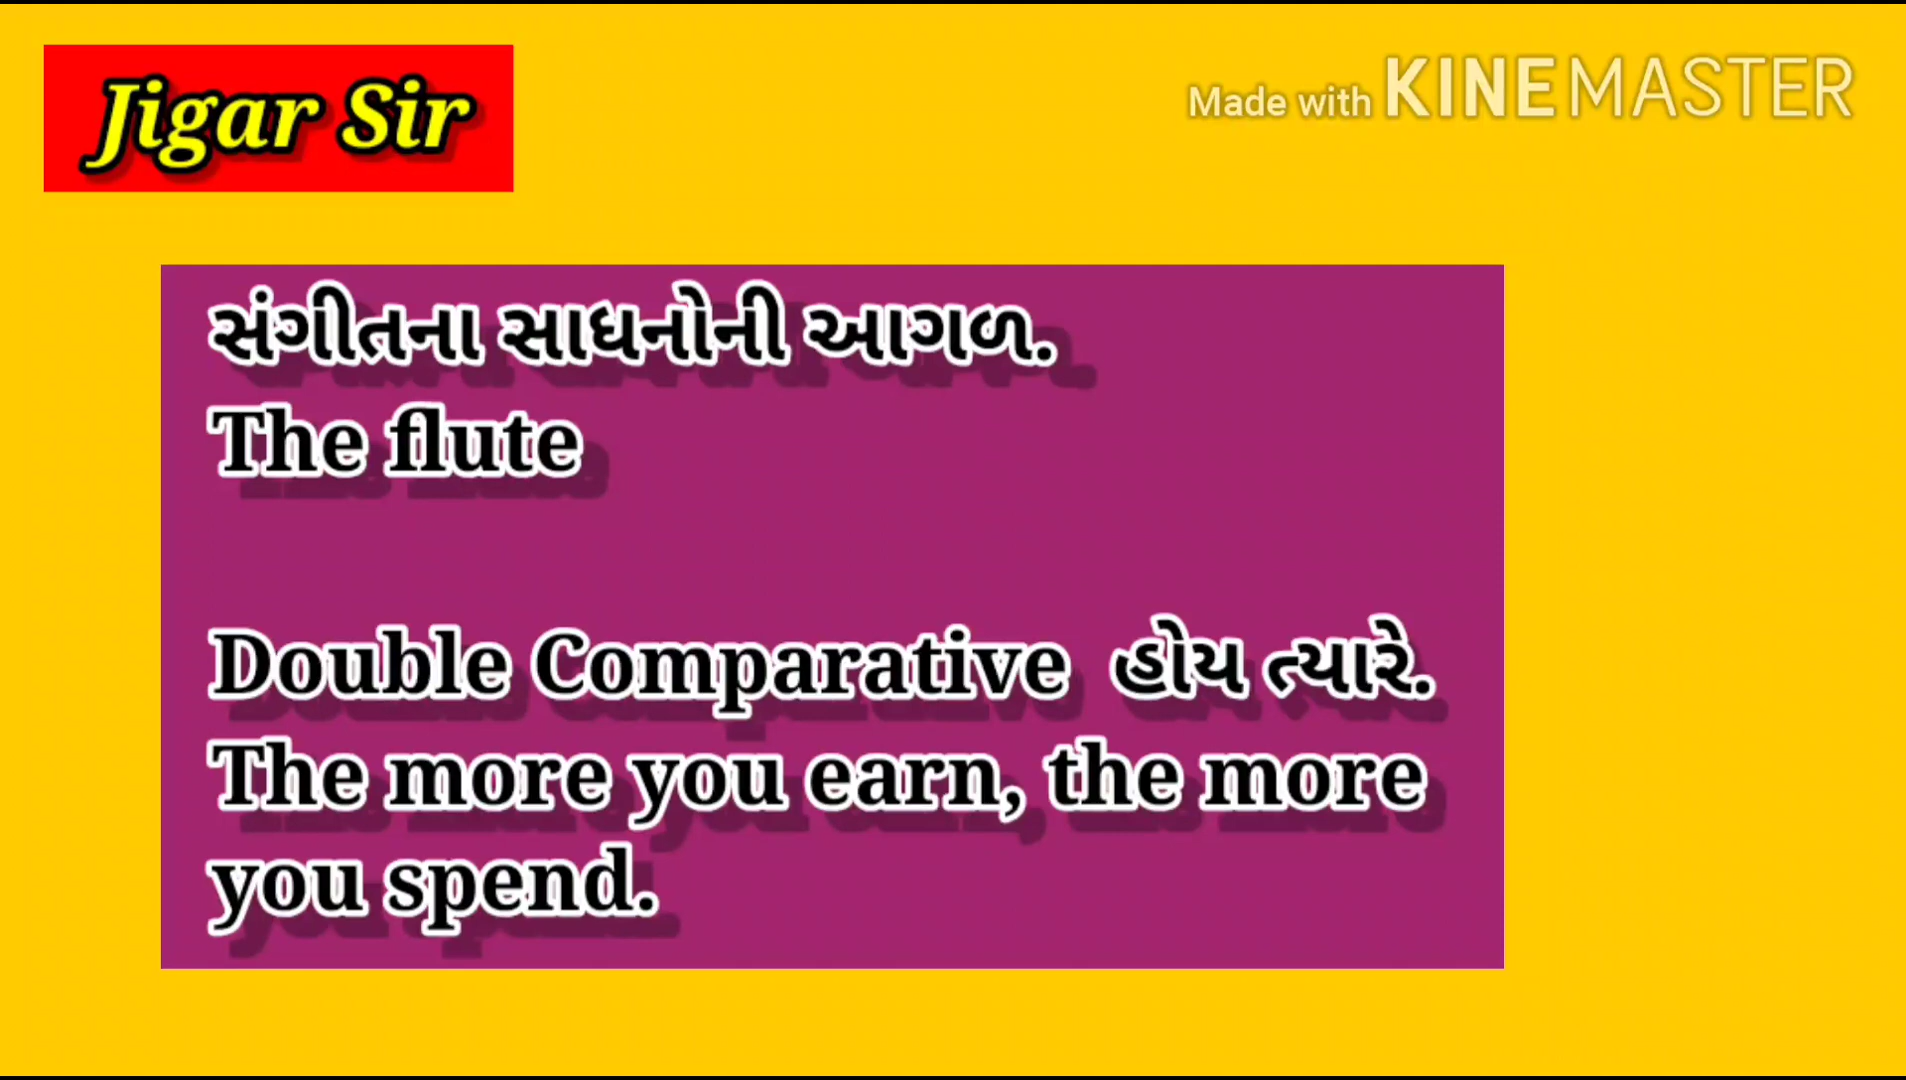 Jigar Sir
Made with KINEMASTER
સંગીતના સાધનોની આગળ.
The flute
Double Comparative હોય ત્યારે.
The more you earn, the more
you spend.